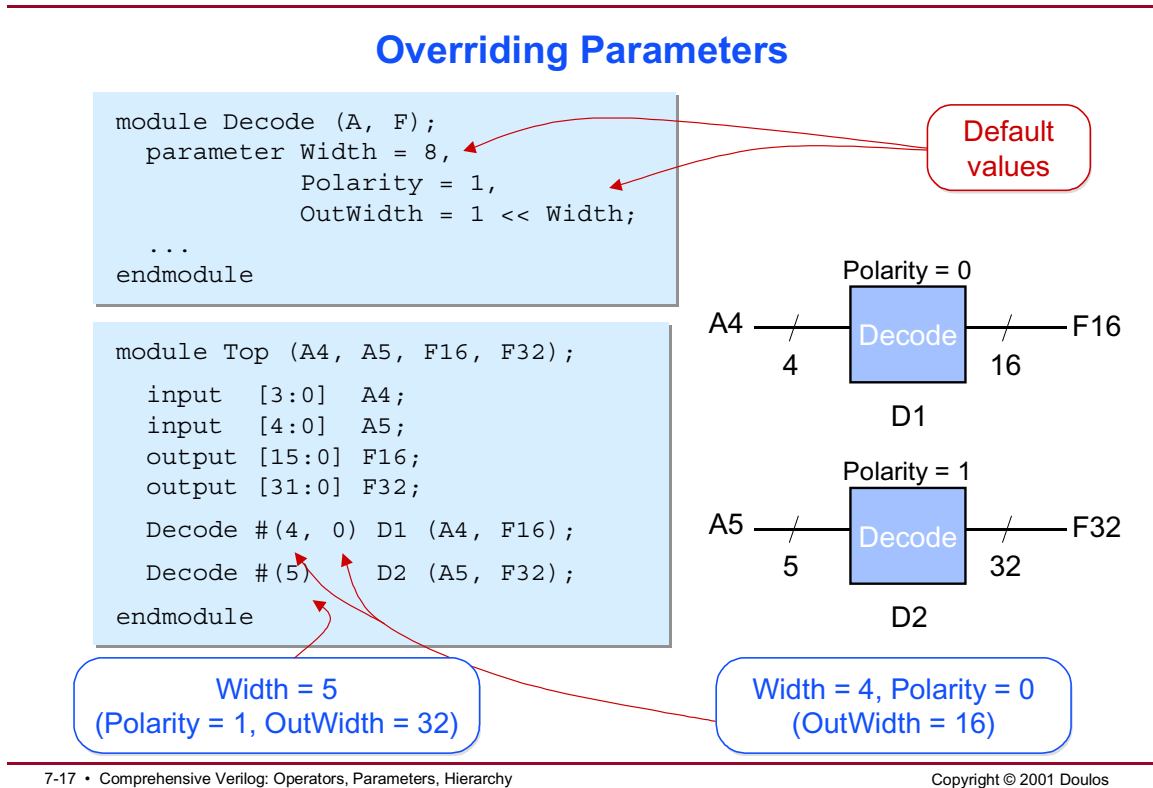 Overriding Parameters
module Decode (A, F);
parameter Width = 8,
Polarity = 1,
OutWidth = 1 << Width;
...
endmodule
Default
values
module Top (A4, A5, F16, F32);
input [3:0] A4;
input [4:0] A5;
output [15:0] F16;
output [31:0] F32;
Decode #(4, 0) D1 (A4, F16);
Decode #(5) D2 (A5, F32);
endmodule
Polarity = 0
A4
Decode
F16
4
16
D1
Polarity = 1
A5
Decode
F32
5
32
D2
Width = 5
(Polarity = 1, OutWidth = 32)
Width = 4, Polarity = 0
(OutWidth = 16)
7-17 • Comprehensive Verilog: Operators, Parameters, Hierarchy
Copyright © 2001 Doulos